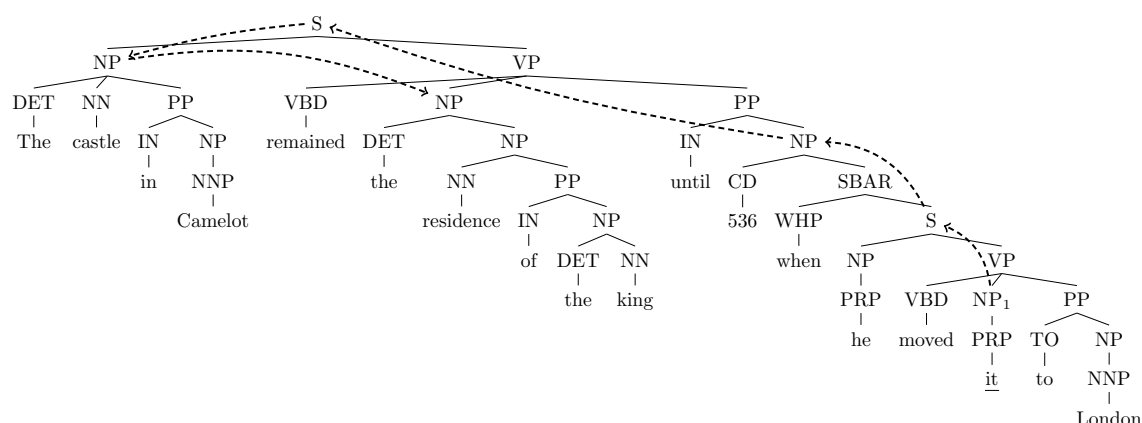 S
NP VP
DET NN PP VBD NP PP
The castle IN NP remained DET NP IN NP
in NNP the NN PP until CD SBAR
Camelot residence IN NP 536 WHP S
of DET NN when NP VP
the king PRP VBD NP1 PP
he moved PRP TO NP
it to NNP
London